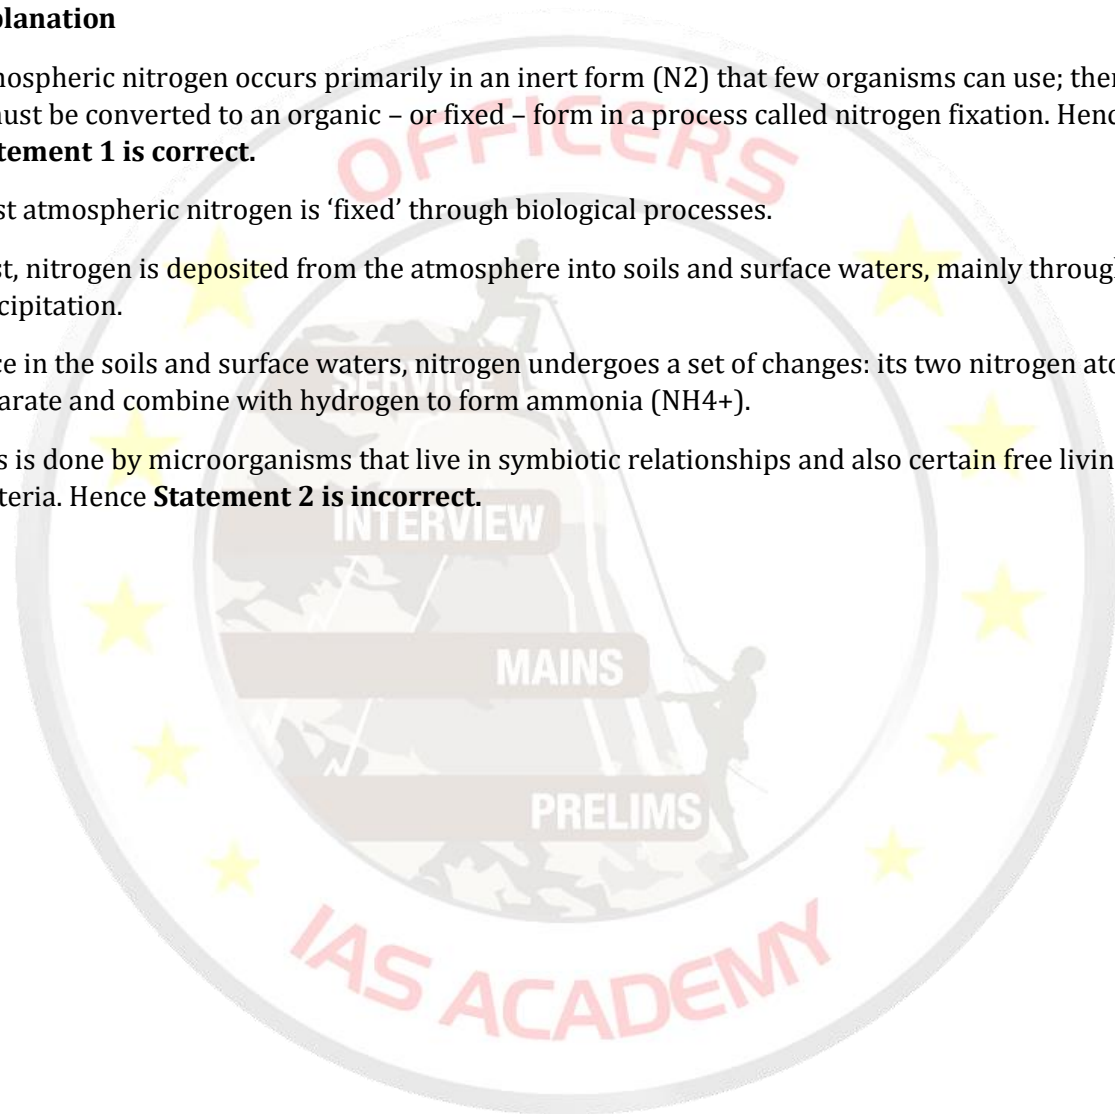 planation
nospheric nitrogen occurs primarily in an inert form (N2) that few organisms can use; ther
must be converted to an organic – or fixed – form in a process called nitrogen fixation. Henc
tement 1 is correct.
st atmospheric nitrogen is ‘fixed’ through biological processes.
st, nitrogen is deposited from the atmosphere into soils and surface waters, mainly through
cipitation.
ce in the soils and surface waters, nitrogen undergoes a set of changes: its two nitrogen ato
arate and combine with hydrogen to form ammonia (NH4+).
s is done by microorganisms that live in symbiotic relationships and also certain free livin
teria. Hence Statement 2 is incorrect.
OFFICERS
SERVICE
INTERVIEW
MAINS
PRELIMS
IAS ACADEMY